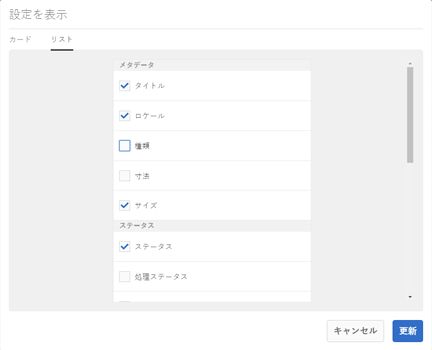 設定を表示
カード リスト
メタデータ
タイトル
ロケール
種類
寸法
サイズ
ステータス
ステータス
処理ステータス
キャンセル 更新